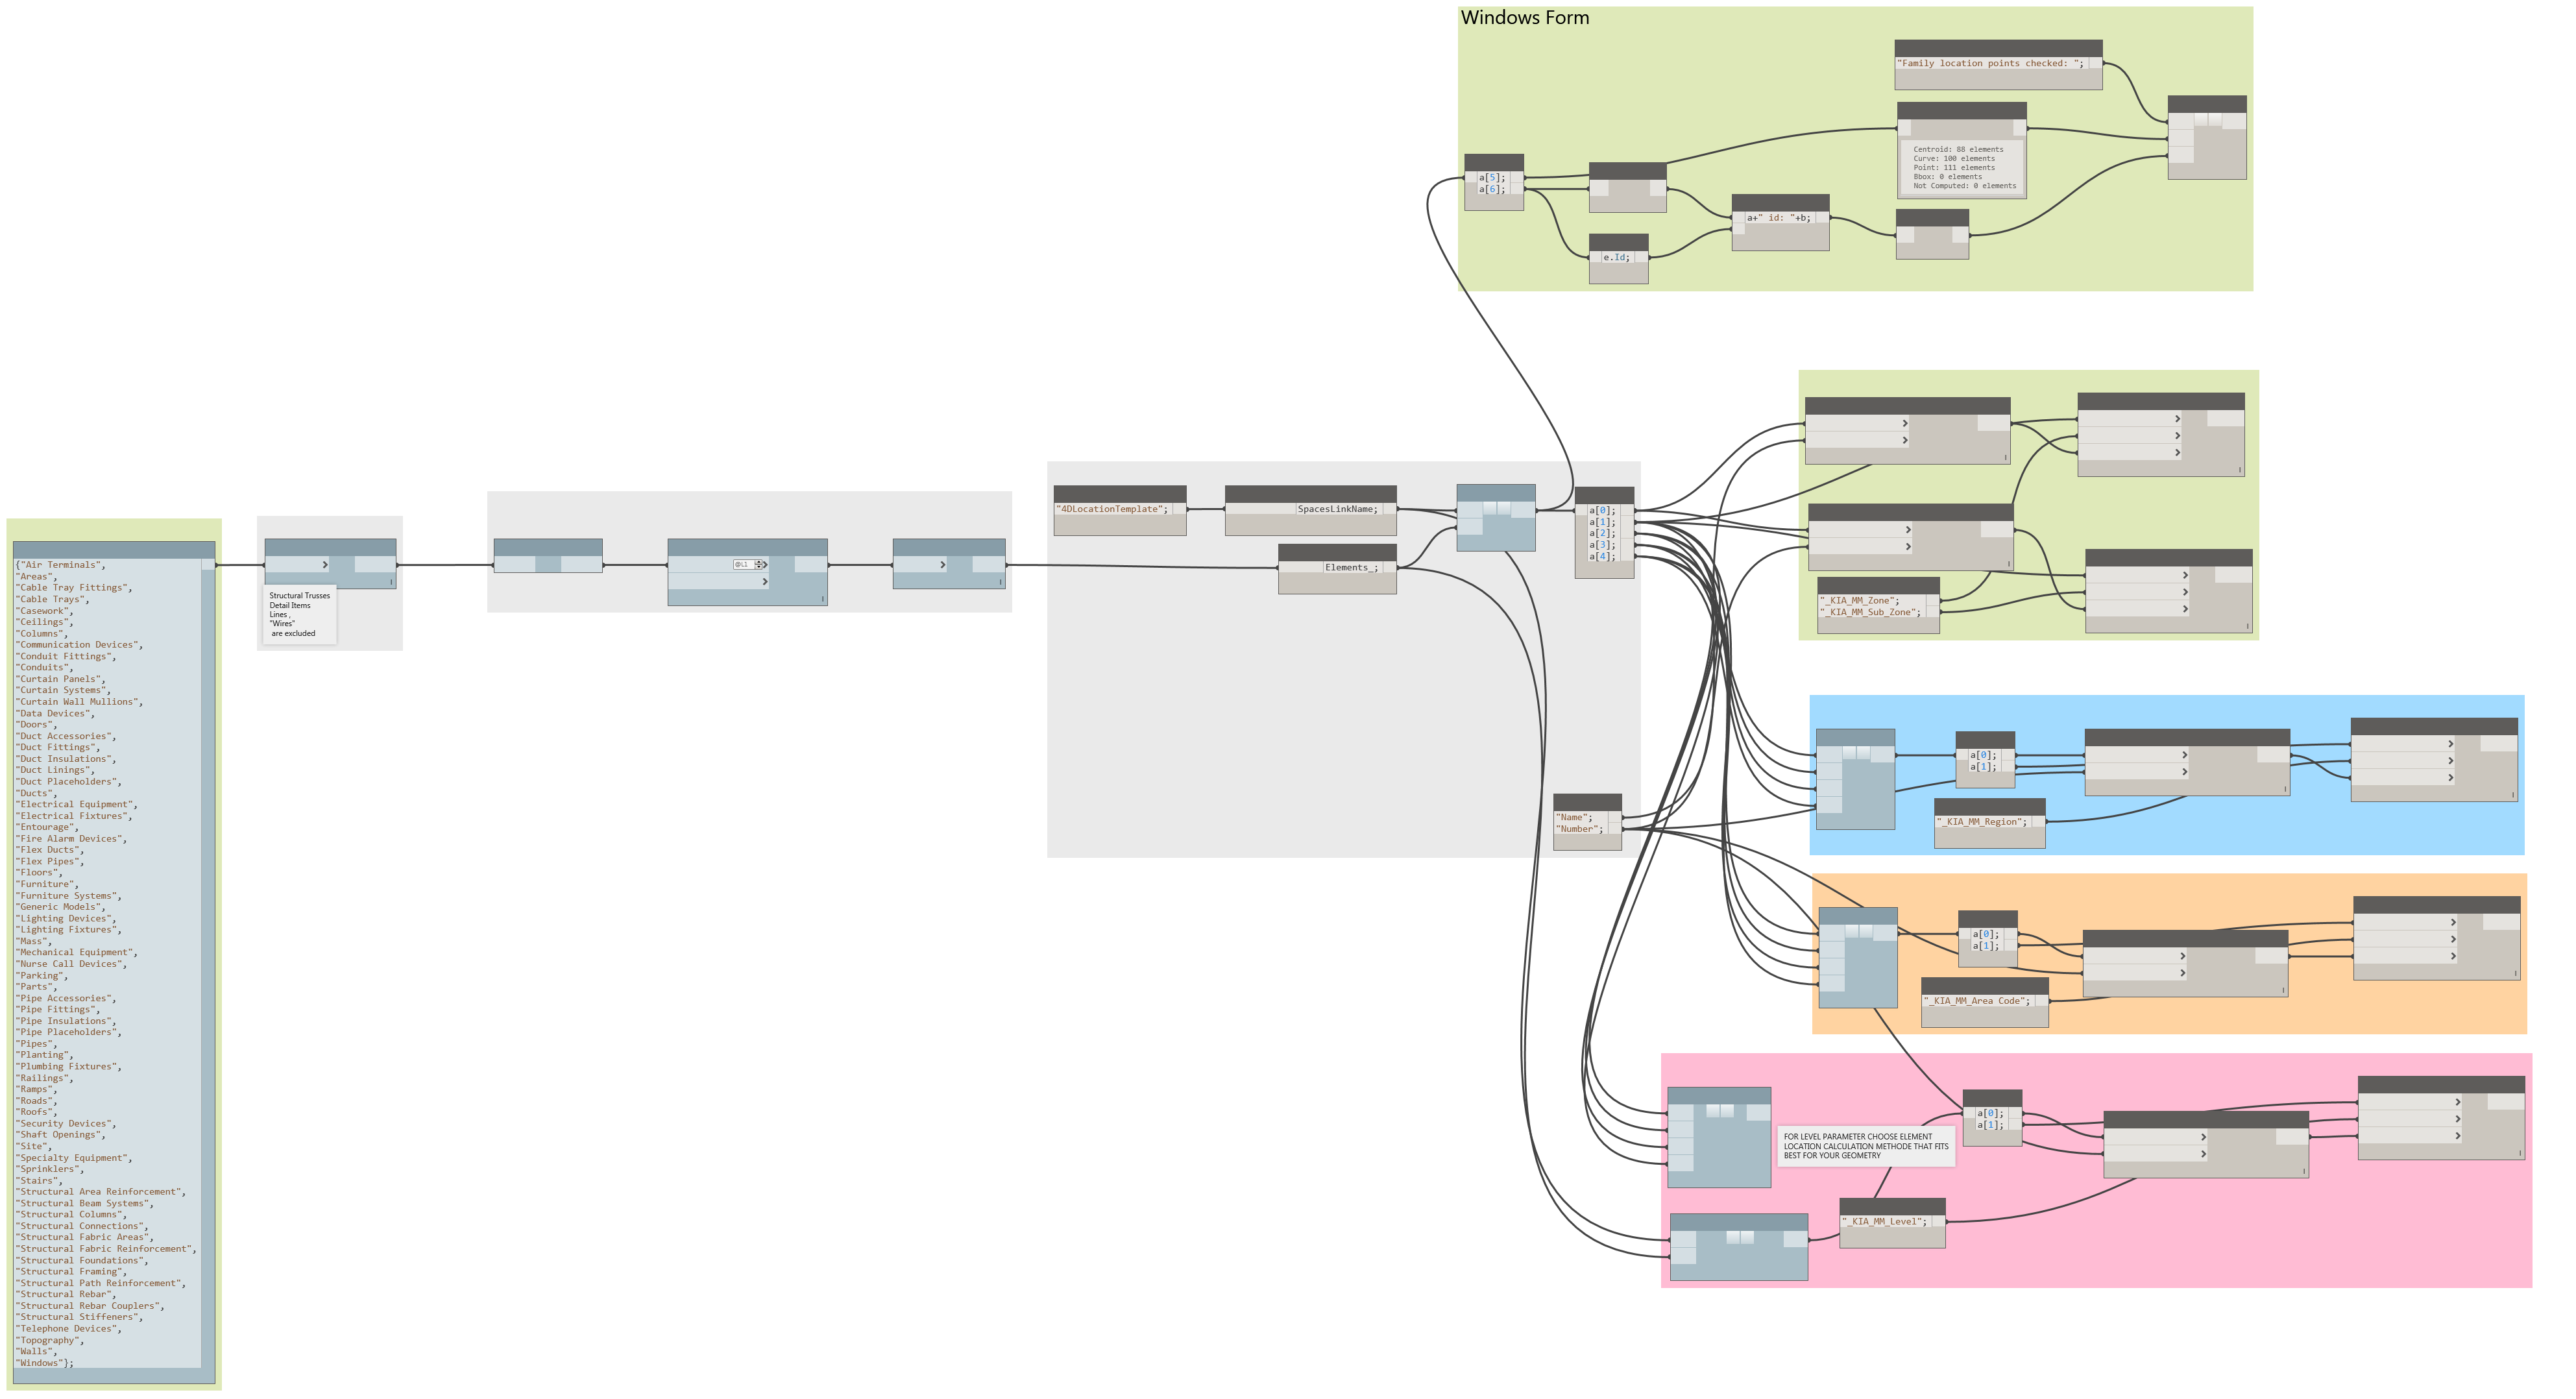 Windows Form
"Family location points checked: ";
Centroid: 88 elements
Curve: 100 elements
Point: 111 elements
Bbox: 0 elements
Not Computed: 0 elements
a[5];
a[6];
a+" id: "+b;
e.Id;
{"Air Terminals",
"Areas",
"Cable Tray Fittings",
"Cable Trays",
"Casework",
"Ceilings",
"Columns",
"Communication Devices",
"Conduit Fittings",
"Conduits",
"Curtain Panels",
"Curtain Systems",
"Curtain Wall Mullions",
"Data Devices",
"Doors",
"Duct Accessories",
"Duct Fittings",
"Duct Insulations",
"Duct Linings",
"Duct Placeholders",
"Ducts",
"Electrical Equipment",
"Electrical Fixtures",
"Entourage",
"Fire Alarm Devices",
"Flex Ducts",
"Flex Pipes",
"Floors",
"Furniture",
"Furniture Systems",
"Generic Models",
"Lighting Devices",
"Lighting Fixtures",
"Mass",
"Mechanical Equipment",
"Nurse Call Devices",
"Parking",
"Parts",
"Pipe Accessories",
"Pipe Fittings",
"Pipe Insulations",
"Pipe Placeholders",
"Pipes",
"Planting",
"Plumbing Fixtures",
"Railings",
"Ramps",
"Roads",
"Roofs",
"Security Devices",
"Shaft Openings",
"Site",
"Specialty Equipment",
"Sprinklers",
"Stairs",
"Structural Area Reinforcement",
"Structural Beam Systems",
"Structural Columns",
"Structural Connections",
"Structural Fabric Areas",
"Structural Fabric Reinforcement",
"Structural Foundations",
"Structural Framing",
"Structural Path Reinforcement",
"Structural Rebar",
"Structural Rebar Couplers",
"Structural Stiffeners",
"Telephone Devices",
"Topography",
"Walls",
"Windows"};
Structural Trusses
Detail Items
Lines ,
"Wires"
are excluded
@L1
"4DLocationTemplate";
SpacesLinkName;
Elements_;
a[0];
a[1];
a[2];
a[3];
a[4];
"Name";
"Number";
"_KIA_MM_Zone";
"_KIA_MM_Sub_Zone";
a[0];
a[1];
"_KIA_MM_Region";
a[0];
a[1];
"_KIA_MM_Area Code";
a[0];
a[1];
FOR LEVEL PARAMETER CHOOSE ELEMENT
LOCATION CALCULATION METHODE THAT FITS
BEST FOR YOUR GEOMETRY
"_KIA_MM_Level";